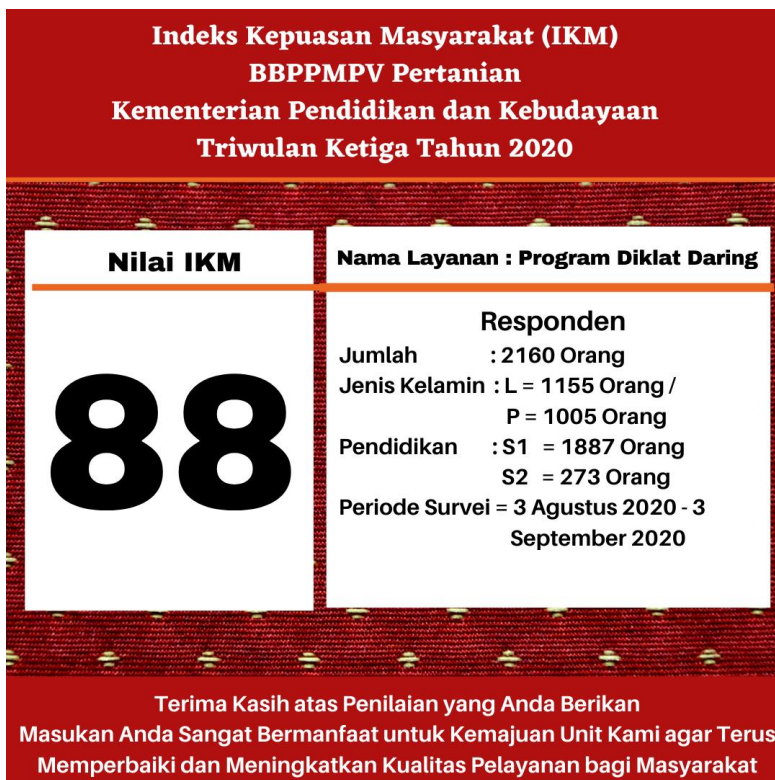 Indeks Kepuasan Masyarakat (IKM)
BBPPMPV Pertanian
Kementerian Pendidikan dan Kebudayaan
Triwulan Ketiga Tahun 2020
Nilai IKM
88
Nama Layanan : Program Diklat Daring
Responden
Jumlah : 2160 Orang
Jenis Kelamin : L = 1155 Orang /
P = 1005 Orang
Pendidikan : S1 = 1887 Orang
S2 = 273 Orang
Periode Survei = 3 Agustus 2020 - 3
September 2020
Terima Kasih atas Penilaian yang Anda Berikan
Masukan Anda Sangat Bermanfaat untuk Kemajuan Unit Kami agar Terus
Memperbaiki dan Meningkatkan Kualitas Pelayanan bagi Masyarakat